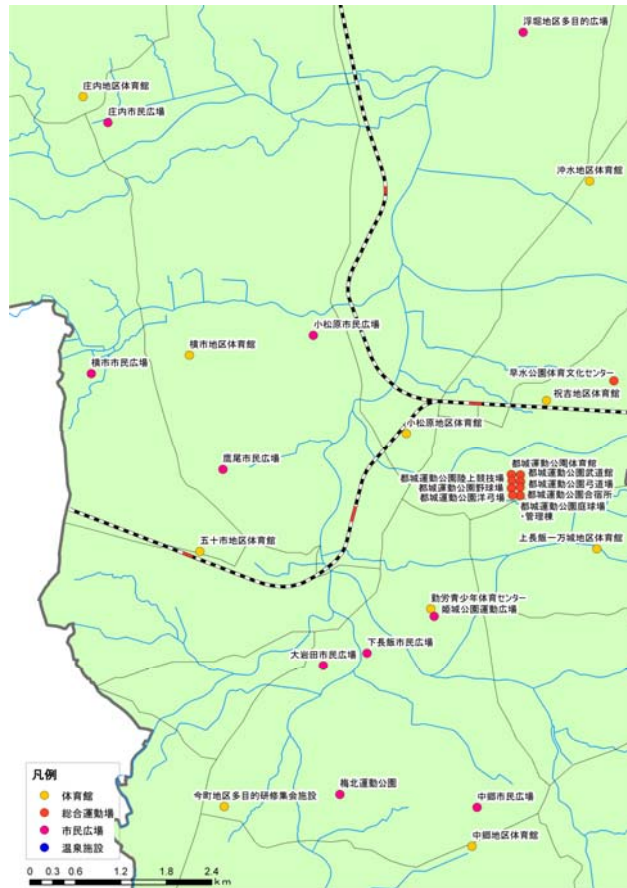 浮堀地区多目的広場
庄内地区体育館
庄内市民広場
沖水地区体育館
小松原市民広場
横市地区体育館
横市市民広場
早水公園体育文化センター
祝吉地区体育館
小松原地区体育館
鷹尾市民広場
都城運動公園体育館
都城運動公園陸上競技場
都城運動公園武道館
都城運動公園野球場
都城運動公園弓道場
都城運動公園洋弓場
都城運動公園合宿所
都城運動公園庭球場
・管理棟
五十市地区体育館
上長飯一万城地区体育館
勤労青少年体育センター
姫城公園運動広場
下長飯市民広場
大岩田市民広場
梅北運動公園
今町地区多目的研修集会施設
中郷市民広場
中郷地区体育館
凡例
体育館
総合運動場
市民広場
温泉施設
0 0.3 0.6 1.2 1.8 2.4
km